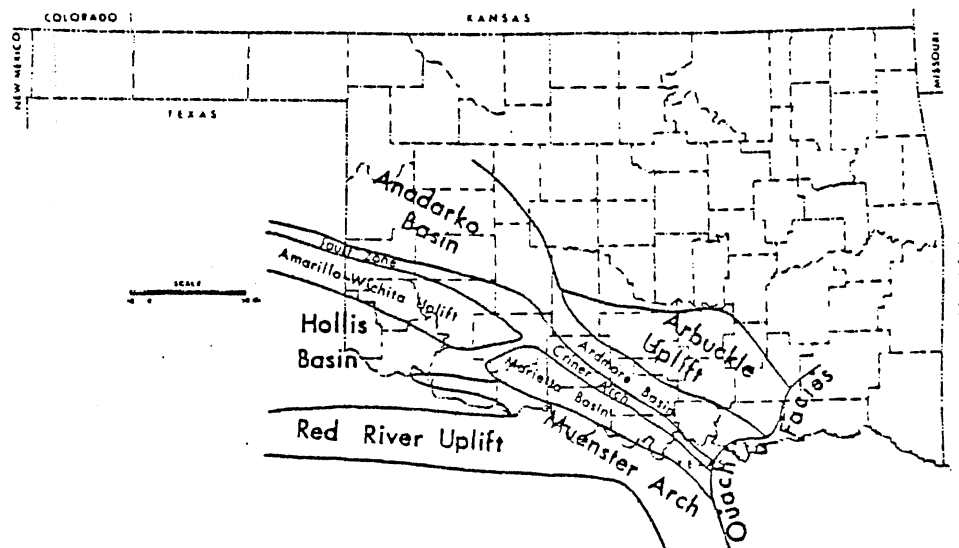 COLORADO
KANSAS
NEW MEXICO
MISSOURI
TEXAS
Anadarko
Basin
Fault Zone
Amarillo-Wichita Uplift
SCALE
Hollis
Basin
Arbuckle
Uplift
Ardmore Basin
Criner Arch
Marietta Basin
Muenster Arch
Red River Uplift
Ouach
Facies